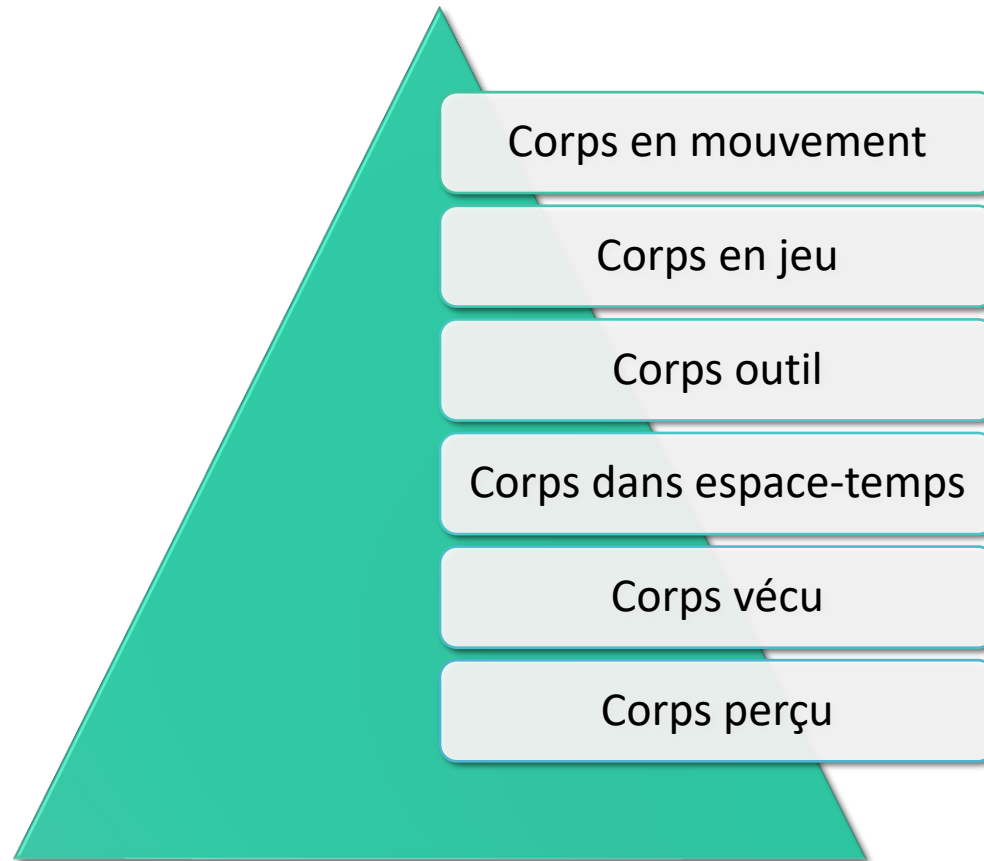 Corps en mouvement
Corps en jeu
Corps outil
Corps dans espace-temps
Corps vécu
Corps perçu